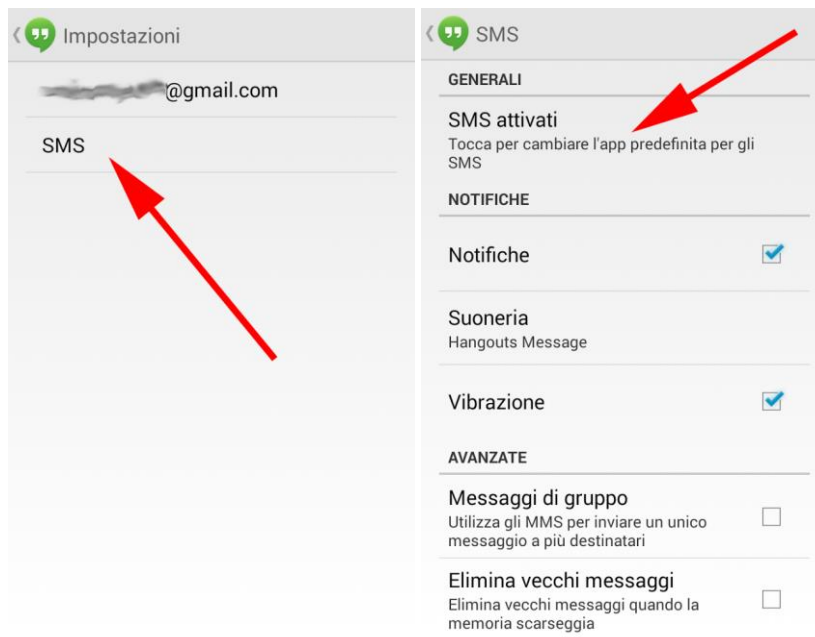 Impostazioni
@gmail.com
SMS
SMS
GENERALI
SMS attivati
Tocca per cambiare l'app predefinita per gli
SMS
NOTIFICHE
Notifiche
Suoneria
Hangouts Message
Vibrazione
AVANZATE
Messaggi di gruppo
Utilizza gli MMS per inviare un unico
messaggio a più destinatari
Elimina vecchi messaggi
Elimina vecchi messaggi quando la
memoria scarseggia